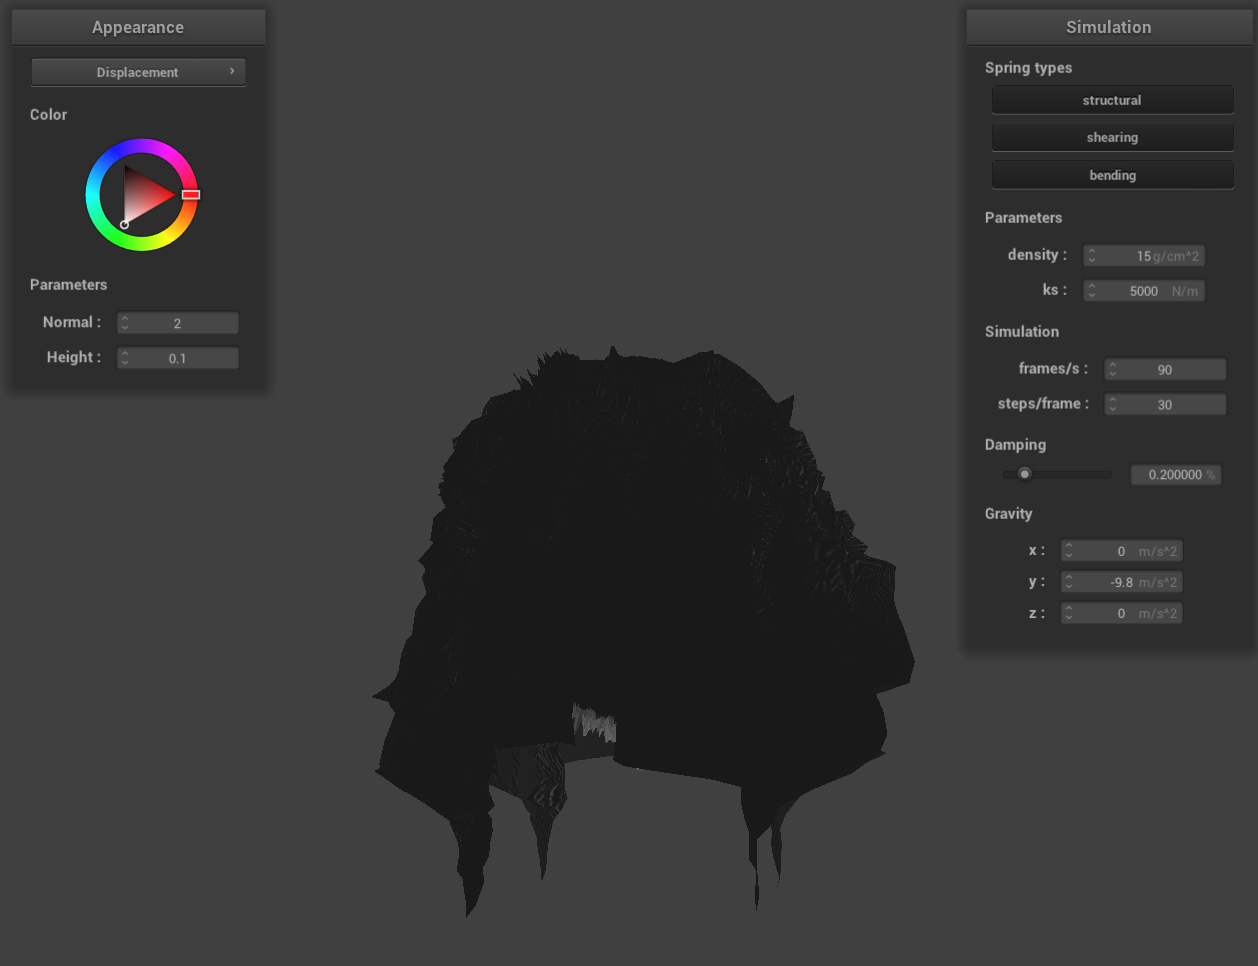 Appearance
Displacement ›
Color
Parameters
Normal : 2
Height : 0.1
Simulation
Spring types
structural
shearing
bending
Parameters
density : 15 g/cm^2
ks : 5000 N/m
Simulation
frames/s : 90
steps/frame : 30
Damping
0.200000 %
Gravity
x : 0 m/s^2
y : -9.8 m/s^2
z : 0 m/s^2